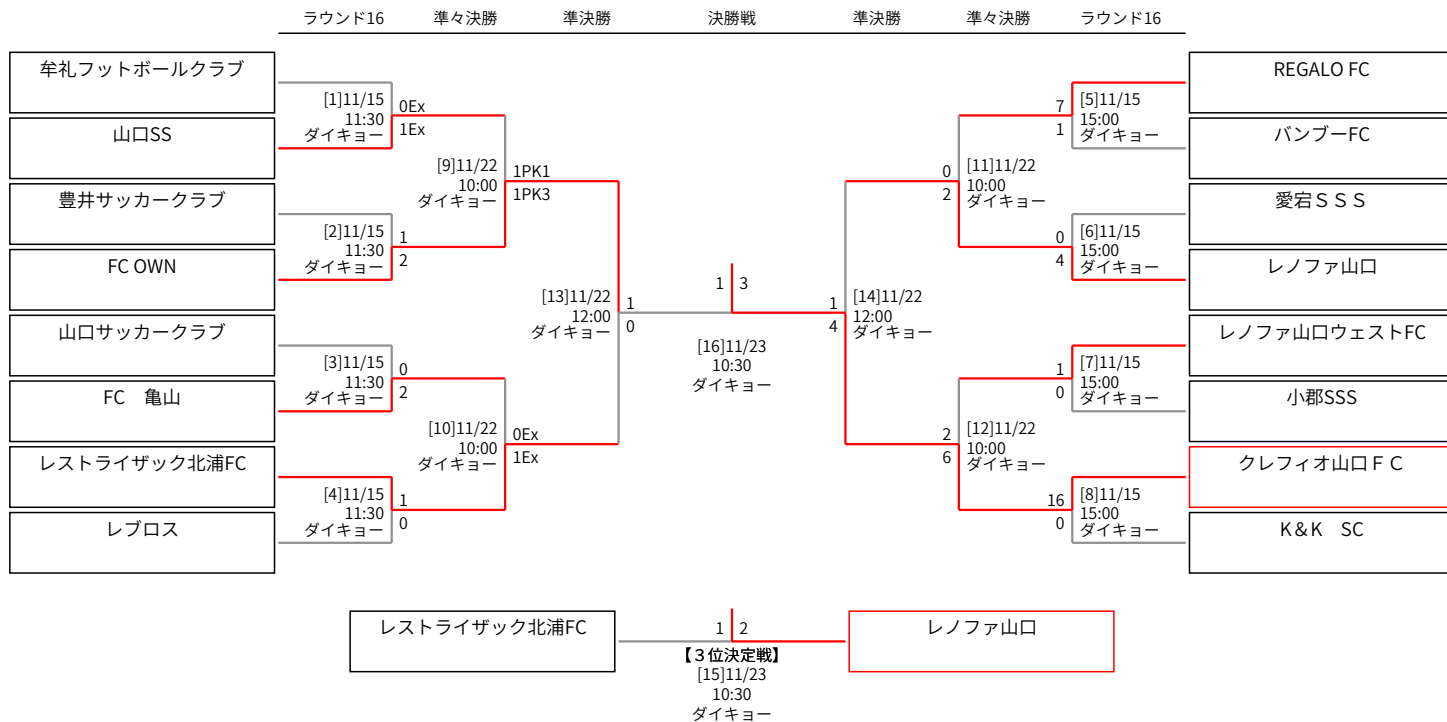 ラウンド16 準々決勝 準決勝 決勝戦 準決勝 準々決勝 ラウンド16
牟礼フットボールクラブ
山口SS
豊井サッカークラブ
FC OWN
山口サッカークラブ
FC　亀山
レストライザック北浦FC
レブロス
[1]11/15
11:30
ダイキョー
0Ex
1Ex
[2]11/15
11:30
ダイキョー
1
2
[3]11/15
11:30
ダイキョー
0
2
[4]11/15
11:30
ダイキョー
1
0
[9]11/22
10:00
ダイキョー
1PK1
1PK3
[10]11/22
10:00
ダイキョー
0Ex
1Ex
[13]11/22
12:00
ダイキョー
1
0
1 3
[16]11/23
10:30
ダイキョー
1
4
[14]11/22
12:00
ダイキョー
0
2
[11]11/22
10:00
ダイキョー
2
6
[12]11/22
10:00
ダイキョー
7
1
[5]11/15
15:00
ダイキョー
0
4
[6]11/15
15:00
ダイキョー
1
0
[7]11/15
15:00
ダイキョー
16
0
[8]11/15
15:00
ダイキョー
REGALO FC
バンブーFC
愛宕ＳＳＳ
レノファ山口
レノファ山口ウェストFC
小郡SSS
クレフィオ山口ＦＣ
K&K　SC
レストライザック北浦FC
1 2
レノファ山口
【３位決定戦】
[15]11/23
10:30
ダイキョー